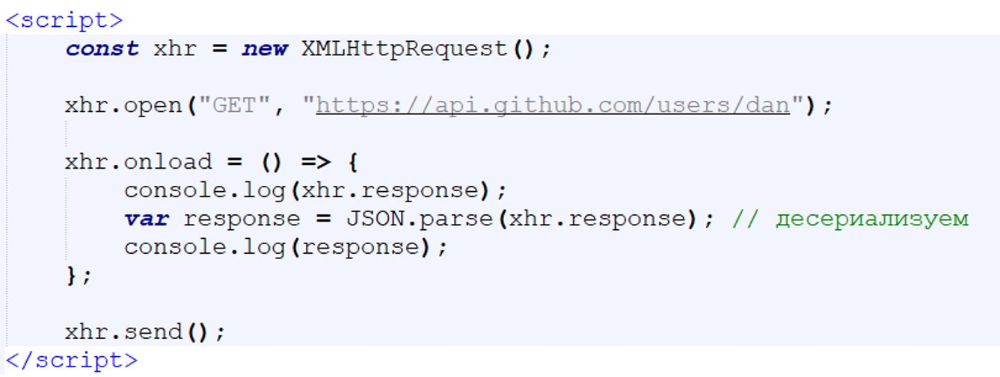 <script>
const xhr = new XMLHttpRequest();
xhr.open("GET", "https://api.github.com/users/dan");
xhr.onload = () => {
console.log(xhr.response);
var response = JSON.parse(xhr.response); // десериализуем
console.log(response);
};
xhr.send();
</script>